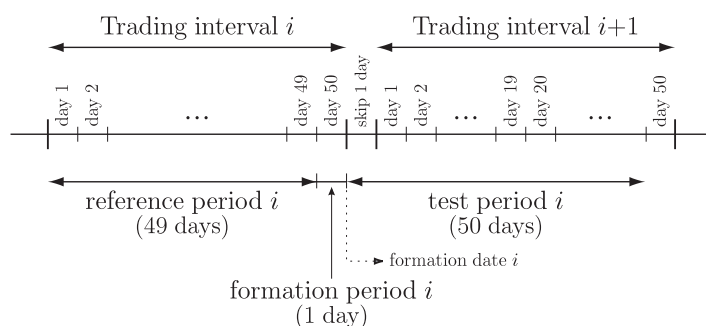 Trading interval i
Trading interval i+1
day 1
day 2
...
day 49
day 50
skip 1 day
day 1
day 2
...
day 19
day 20
...
day 50
reference period i
(49 days)
test period i
(50 days)
formation date i
formation period i
(1 day)